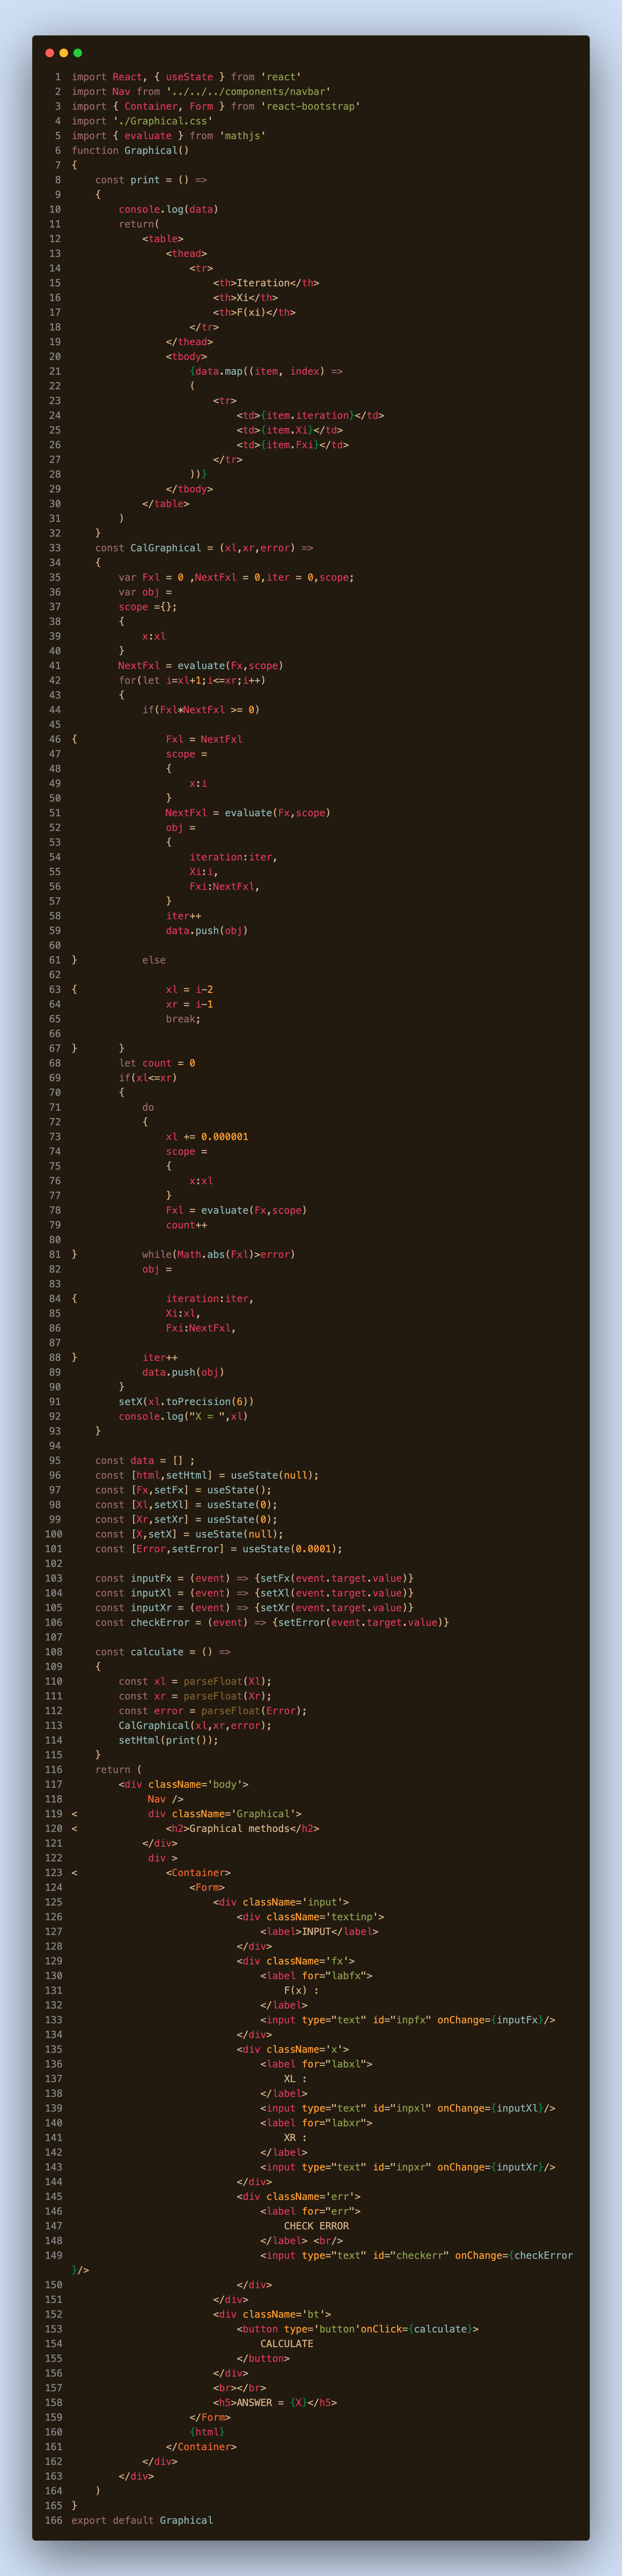 1 import React, { useState } from 'react'
2 import Nav from '../../../components/navbar'
3 import { Container, Form } from 'react-bootstrap'
4 import './Graphical.css'
5 import { evaluate } from 'mathjs'
6 function Graphical()
7 {
8     const print = () =>
9     {
10         console.log(data)
11         return(
12             <table>
13                 <thead>
14                     <tr>
15                         <th>Iteration</th>
16                         <th>Xi</th>
17                         <th>F(xi)</th>
18                     </tr>
19                 </thead>
20                 <tbody>
21                     {data.map((item, index) =>
22                     (
23                         <tr>
24                             <td>{item.iteration}</td>
25                             <td>{item.Xi}</td>
26                             <td>{item.Fxi}</td>
27                         </tr>
28                     ))}
29                 </tbody>
30             </table>
31         )
32     }
33     const CalGraphical = (xl,xr,error) =>
34     {
35         var Fxl = 0 ,NextFxl = 0,iter = 0,scope;
36         var obj =
37         scope ={};
38         {
39             x:xl
40         }
41         NextFxl = evaluate(Fx,scope)
42         for(let i=xl+1;i<=xr;i++)
43         {
44             if(Fxl*NextFxl >= 0)
45
46 {               Fxl = NextFxl
47                 scope =
48                 {
49                     x:i
50                 }
51                 NextFxl = evaluate(Fx,scope)
52                 obj =
53                 {
54                     iteration:iter,
55                     Xi:i,
56                     Fxi:NextFxl,
57                 }
58                 iter++
59                 data.push(obj)
60
61 }           else
62
63 {               xl = i-2
64                 xr = i-1
65                 break;
66
67 }       }
68         let count = 0
69         if(xl<=xr)
70         {
71             do
72             {
73                 xl += 0.000001
74                 scope =
75                 {
76                     x:xl
77                 }
78                 Fxl = evaluate(Fx,scope)
79                 count++
80
81 }           while(Math.abs(Fxl)>error)
82             obj =
83
84 {               iteration:iter,
85                 Xi:xl,
86                 Fxi:NextFxl,
87
88 }           iter++
89             data.push(obj)
90         }
91         setX(xl.toPrecision(6))
92         console.log("X = ",xl)
93     }
94
95     const data = [] ;
96     const [html,setHtml] = useState(null);
97     const [Fx,setFx] = useState();
98     const [Xl,setXl] = useState(0);
99     const [Xr,setXr] = useState(0);
100     const [X,setX] = useState(null);
101     const [Error,setError] = useState(0.0001);
102
103     const inputFx = (event) => {setFx(event.target.value)}
104     const inputXl = (event) => {setXl(event.target.value)}
105     const inputXr = (event) => {setXr(event.target.value)}
106     const checkError = (event) => {setError(event.target.value)}
107
108     const calculate = () =>
109     {
110         const xl = parseFloat(Xl);
111         const xr = parseFloat(Xr);
112         const error = parseFloat(Error);
113         CalGraphical(xl,xr,error);
114         setHtml(print());
115     }
116     return (
117         <div className='body'>
118              Nav />
119 <            div className='Graphical'>
120 <               <h2>Graphical methods</h2>
121             </div>
122              div >
123 <               <Container>
124                     <Form>
125                         <div className='input'>
126                             <div className='textinp'>
127                                 <label>INPUT</label>
128                             </div>
129                             <div className='fx'>
130                                 <label for="labfx">
131                                     F(x) :
132                                 </label>
133                                 <input type="text" id="inpfx" onChange={inputFx}/>
134                             </div>
135                             <div className='x'>
136                                 <label for="labxl">
137                                     XL :
138                                 </label>
139                                 <input type="text" id="inpxl" onChange={inputXl}/>
140                                 <label for="labxr">
141                                     XR :
142                                 </label>
143                                 <input type="text" id="inpxr" onChange={inputXr}/>
144                             </div>
145                             <div className='err'>
146                                 <label for="err">
147                                     CHECK ERROR
148                                 </label> <br/>
149                                 <input type="text" id="checkerr" onChange={checkError
}/>
150                             </div>
151                         </div>
152                         <div className='bt'>
153                             <button type='button'onClick={calculate}>
154                                 CALCULATE
155                             </button>
156                         </div>
157                         <br></br>
158                         <h5>ANSWER = {X}</h5>
159                     </Form>
160                     {html}
161                 </Container>
162             </div>
163         </div>
164     )
165 }
166 export default Graphical